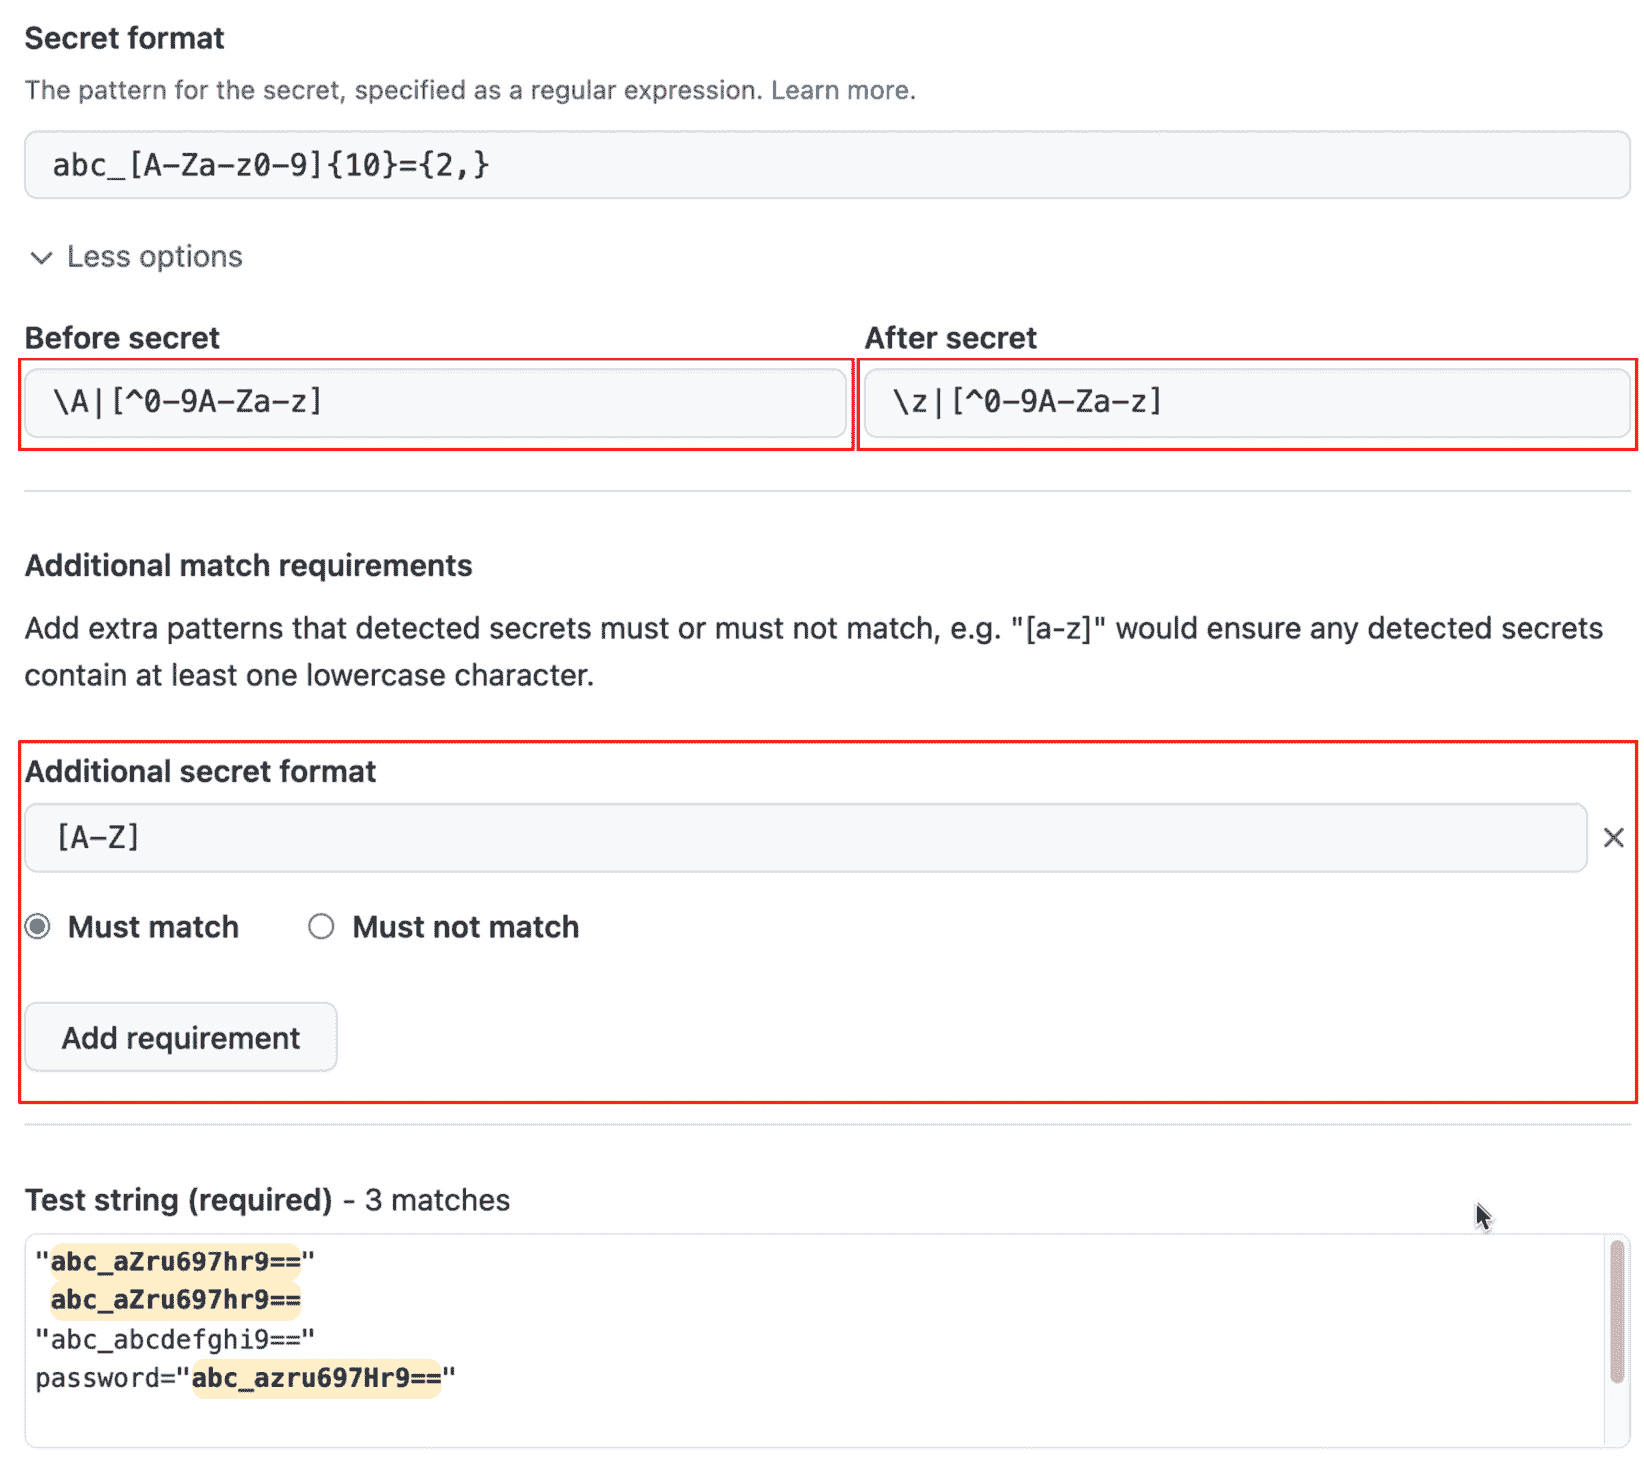 Secret format
The pattern for the secret, specified as a regular expression. Learn more.
abc_[A-Za-z0-9]{10}={2,}
Less options
Before secret
After secret
\A|[^0-9A-Za-z]
\z|[^0-9A-Za-z]
Additional match requirements
Add extra patterns that detected secrets must or must not match, e.g. "[a-z]" would ensure any detected secrets
contain at least one lowercase character.
Additional secret format
[A-Z]
Must match
Must not match
Add requirement
Test string (required) - 3 matches
"abc_aZru697hr9=="
abc_aZru697hr9==
"abc_abcdefghi9=="
password="abc_azru697Hr9=="